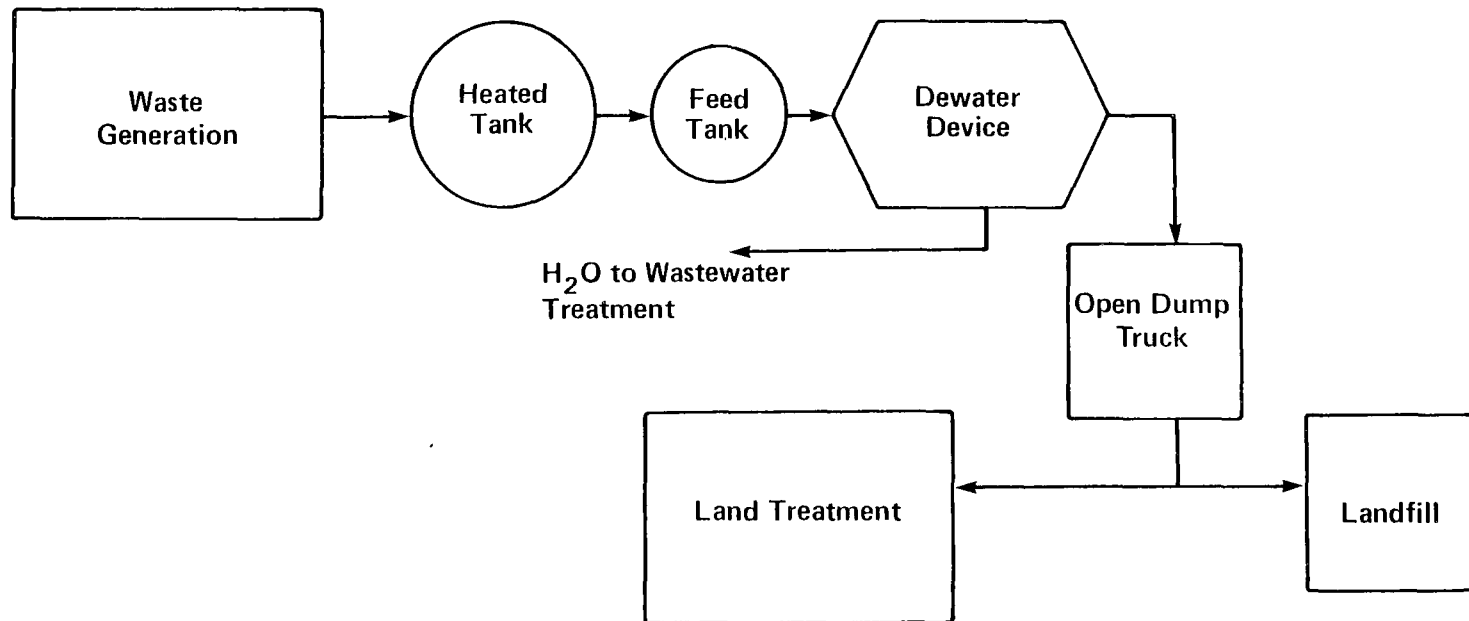 Waste
Generation
Heated
Tank
Feed
Tank
Dewater
Device
H₂O to Wastewater
Treatment
Open Dump
Truck
Land Treatment
Landfill